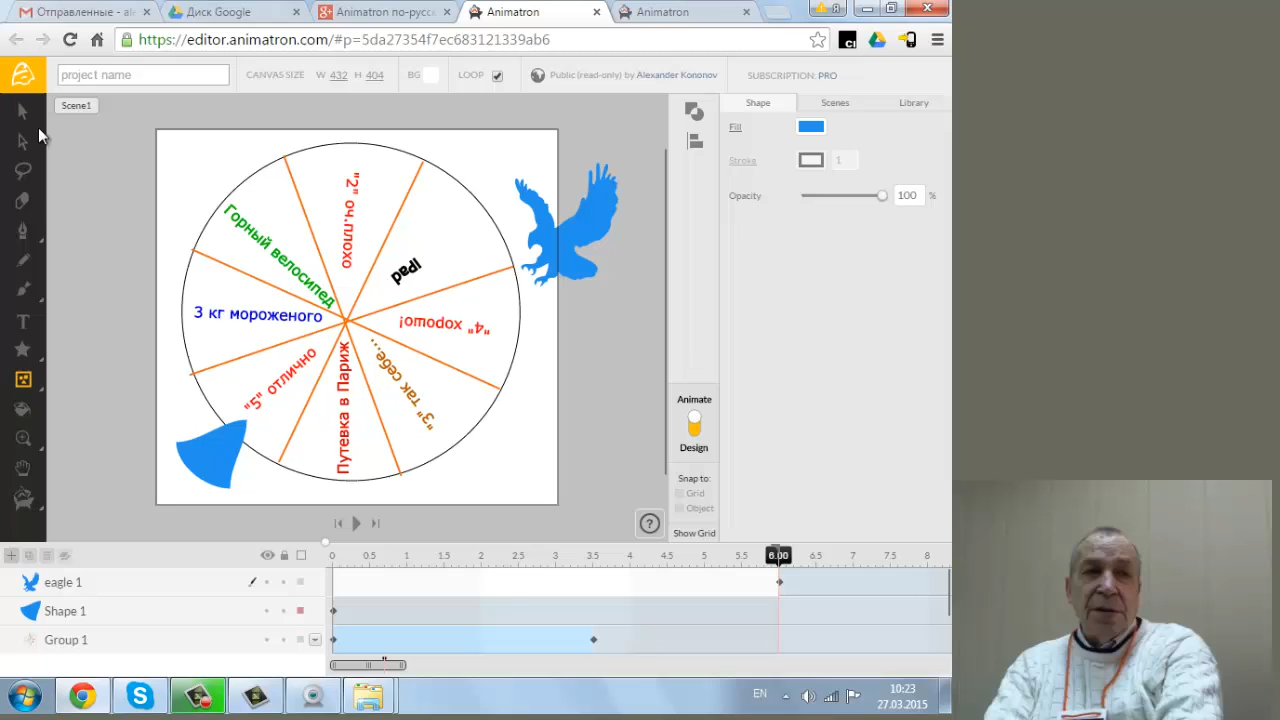 Отправленные - ale
Диск Google
Animatron по-русск
Animatron
Animatron
Я
https://editor.animatron.com/#p=5da27354f7ec683121339ab6
project name
CANVAS SIZE W 432 H 404
BG
LOOP
Public (read-only) by Alexander Kononov
SUBSCRIPTION: PRO
Scene1
Shape
Scenes
Library
Fill
Stroke
1
Opacity
100 %
"2" оч.плохо
Горный велосипед
iPad
3 кг мороженого
"4" хорошо!
"5" отлично
Путевка в Париж
"3" так себе...
Animate
Design
Snap to:
Grid
Object
Show Grid
?
0 0.5 1 1.5 2 2.5 3 3.5 4 4.5 5 5.5 6.00 6.5 7 7.5 8
eagle 1
Shape 1
Group 1
EN
10:23
27.03.2015